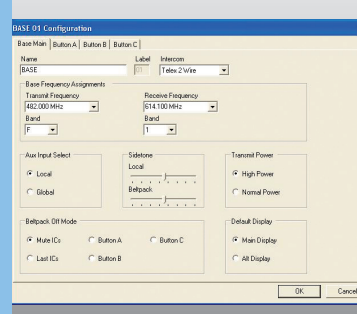 BASE 01 Configuration
Base Main Button A Button B Button C
Name Label Intercom
BASE 01 Telex 2 Wire
Base Frequency Assignments
Transmit Frequency Receive Frequency
482.000 MHz 614.100 MHz
Band Band
F 1
Aux Input Select Sidetone Transmit Power
Local
Local High Power
Beltpack
Global Normal Power
Beltpack Off Mode Default Display
Mute ICs Button A Button C Main Display
Last ICs Button B Alt Display
OK Cancel